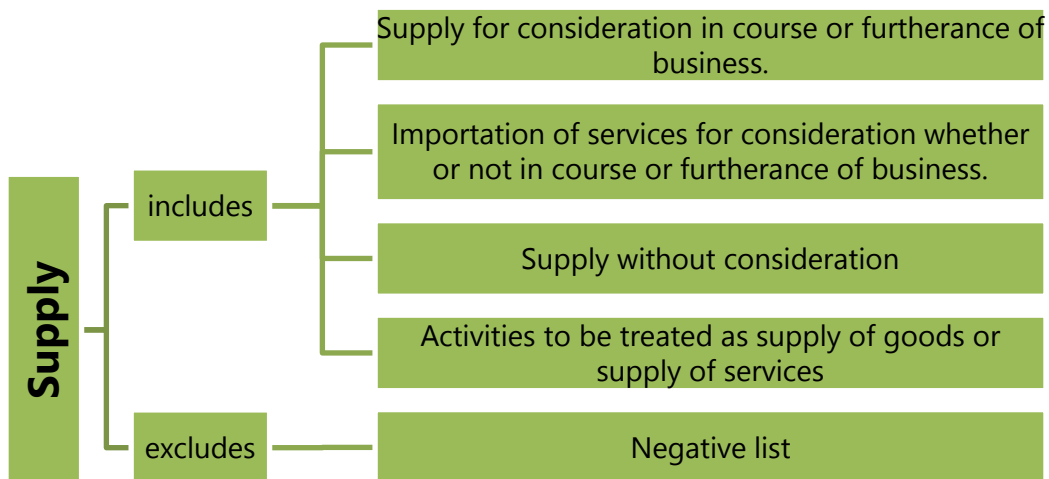 Supply
includes
Supply for consideration in course or furtherance of
business.
Importation of services for consideration whether
or not in course or furtherance of business.
Supply without consideration
Activities to be treated as supply of goods or
supply of services
excludes
Negative list